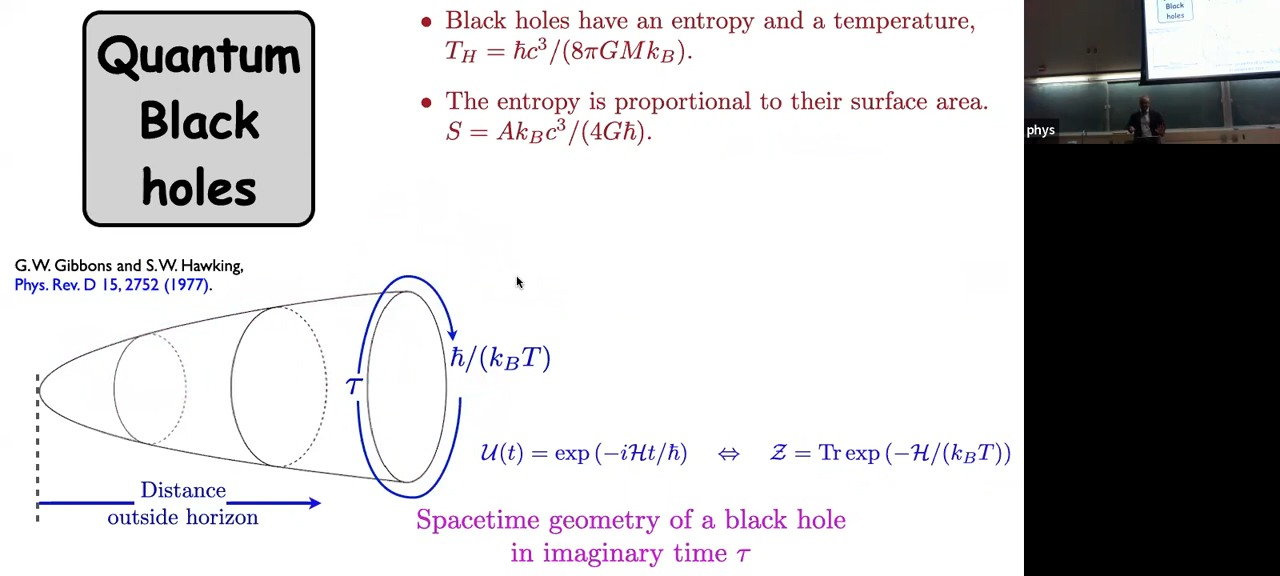 Quantum
Black
holes
• Black holes have an entropy and a temperature,
T_H = ħc³/(8πGMk_B).
• The entropy is proportional to their surface area.
S = Ak_Bc³/(4Għ).
G.W. Gibbons and S.W. Hawking,
Phys. Rev. D 15, 2752 (1977).
ħ/(k_BT)
τ
U(t) = exp (−iHt/ħ) ⇔ Z = Tr exp (−H/(k_BT))
Distance
outside horizon
Spacetime geometry of a black hole
in imaginary time τ
Black
holes
phys